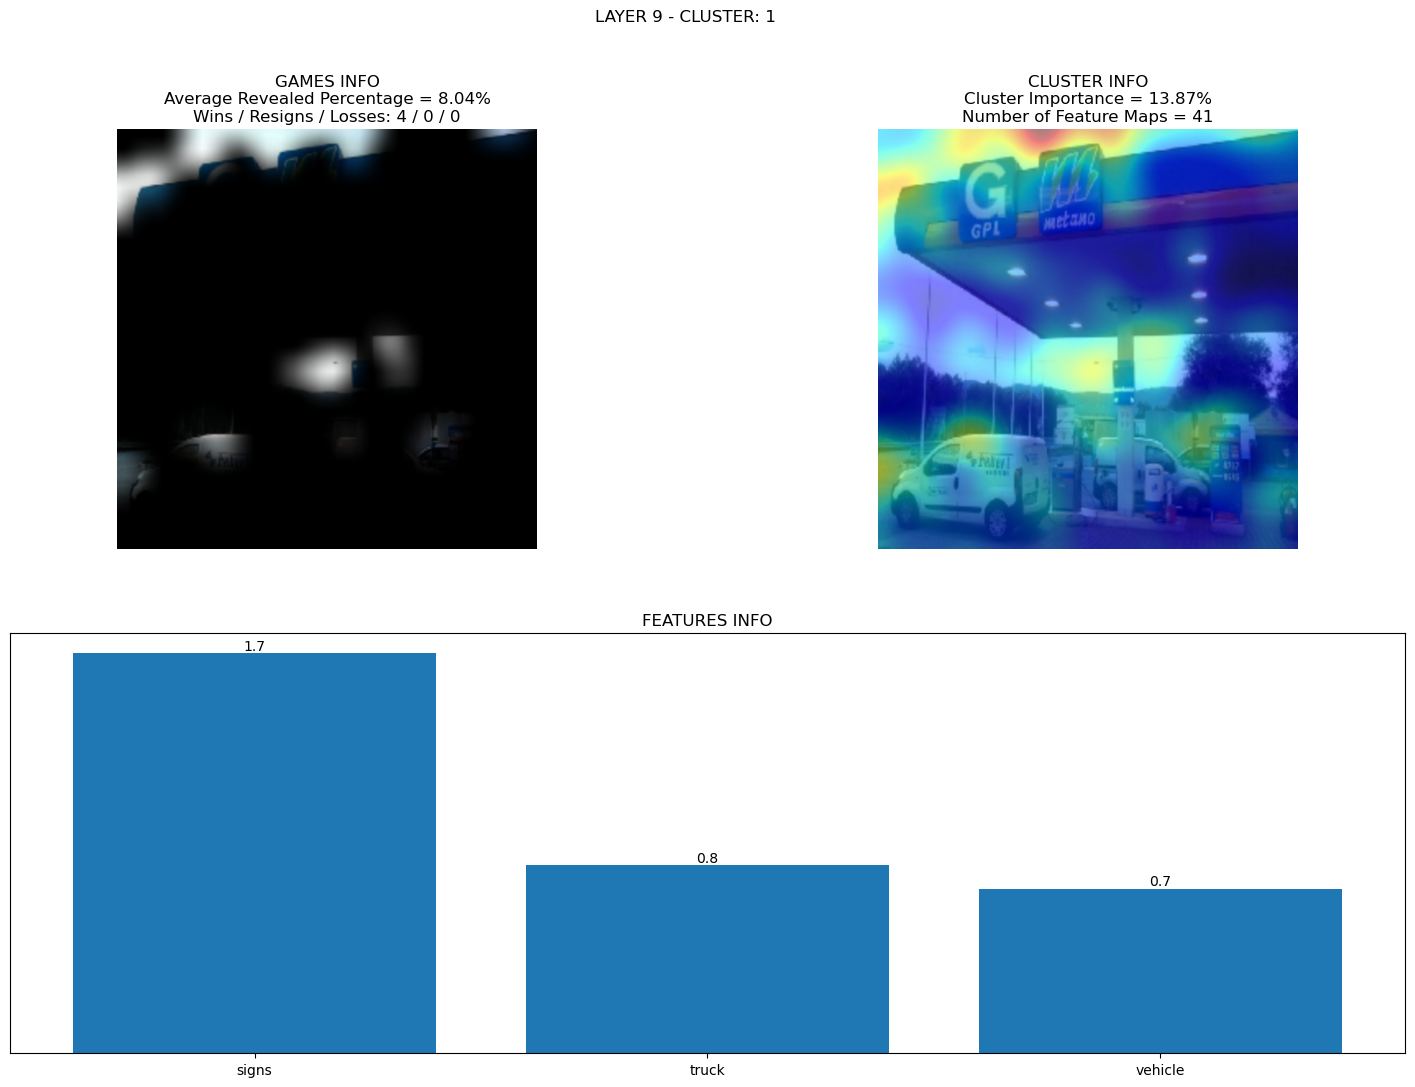 LAYER 9 - CLUSTER: 1
GAMES INFO
Average Revealed Percentage = 8.04%
Wins / Resigns / Losses: 4 / 0 / 0
CLUSTER INFO
Cluster Importance = 13.87%
Number of Feature Maps = 41
G
GPL
metano
FEATURES INFO
1.7
0.8
0.7
signs
truck
vehicle